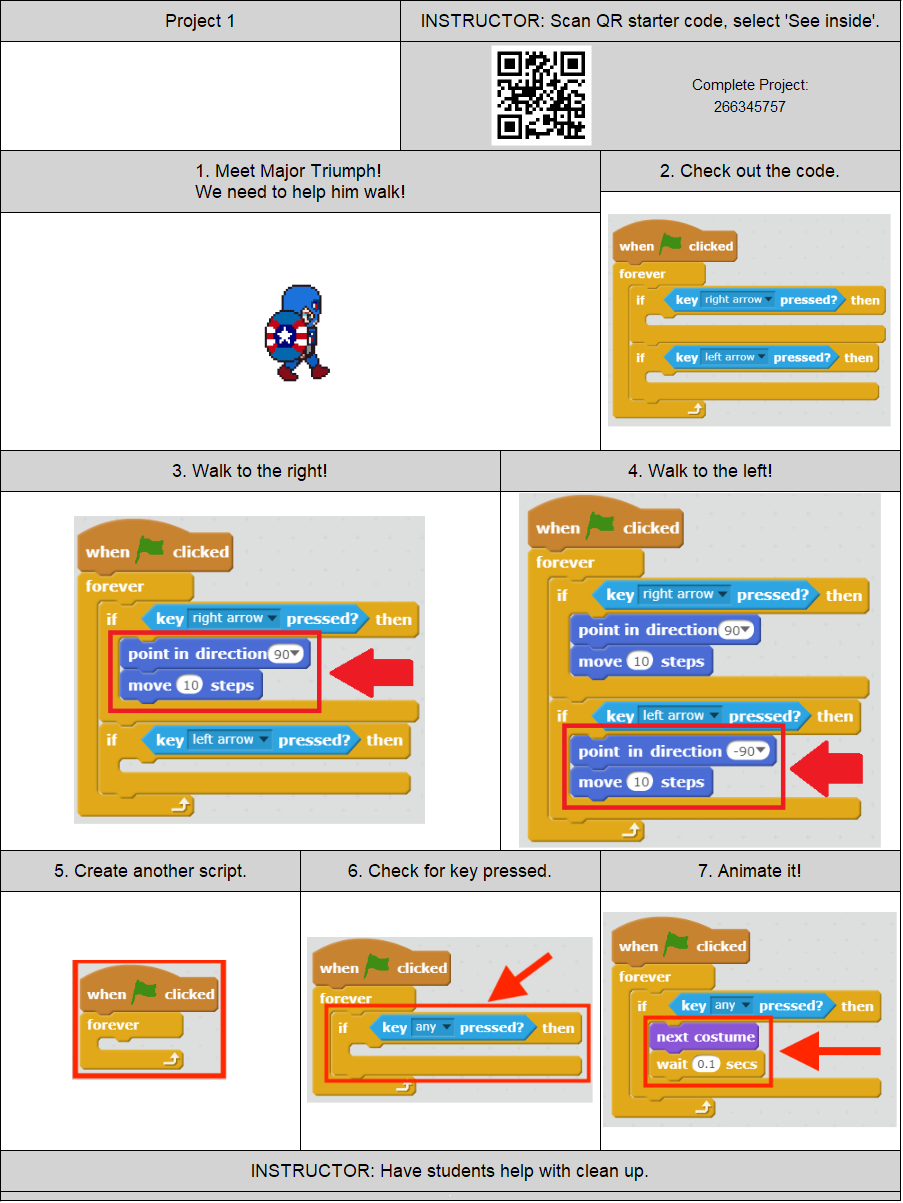 Project 1
INSTRUCTOR: Scan QR starter code, select 'See inside'.
Complete Project:
266345757
1. Meet Major Triumph!
We need to help him walk!
2. Check out the code.
when clicked
forever
if key right arrow pressed? then
if key left arrow pressed? then
3. Walk to the right!
when clicked
forever
if key right arrow pressed? then
point in direction 90
move 10 steps
if key left arrow pressed? then
4. Walk to the left!
when clicked
forever
if key right arrow pressed? then
point in direction 90
move 10 steps
if key left arrow pressed? then
point in direction -90
move 10 steps
5. Create another script.
when clicked
forever
6. Check for key pressed.
when clicked
forever
if key any pressed? then
7. Animate it!
when clicked
forever
if key any pressed? then
next costume
wait 0.1 secs
INSTRUCTOR: Have students help with clean up.